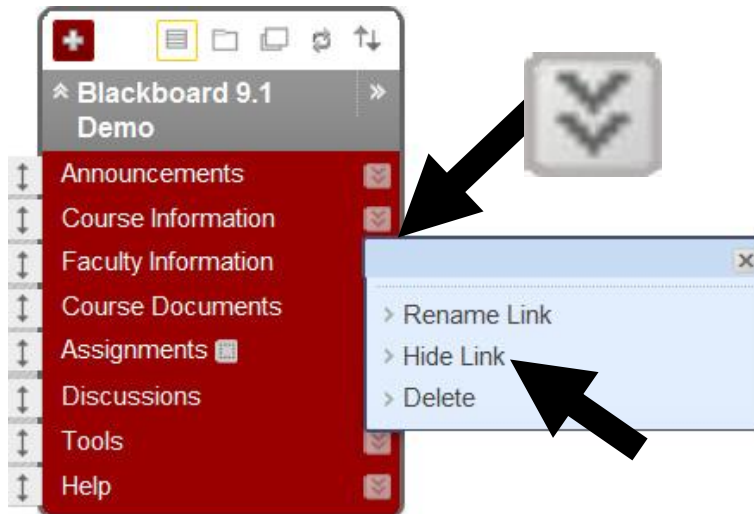 Blackboard 9.1
Demo
Announcements
Course Information
Faculty Information
Course Documents
Assignments
Discussions
Tools
Help
Rename Link
Hide Link
Delete